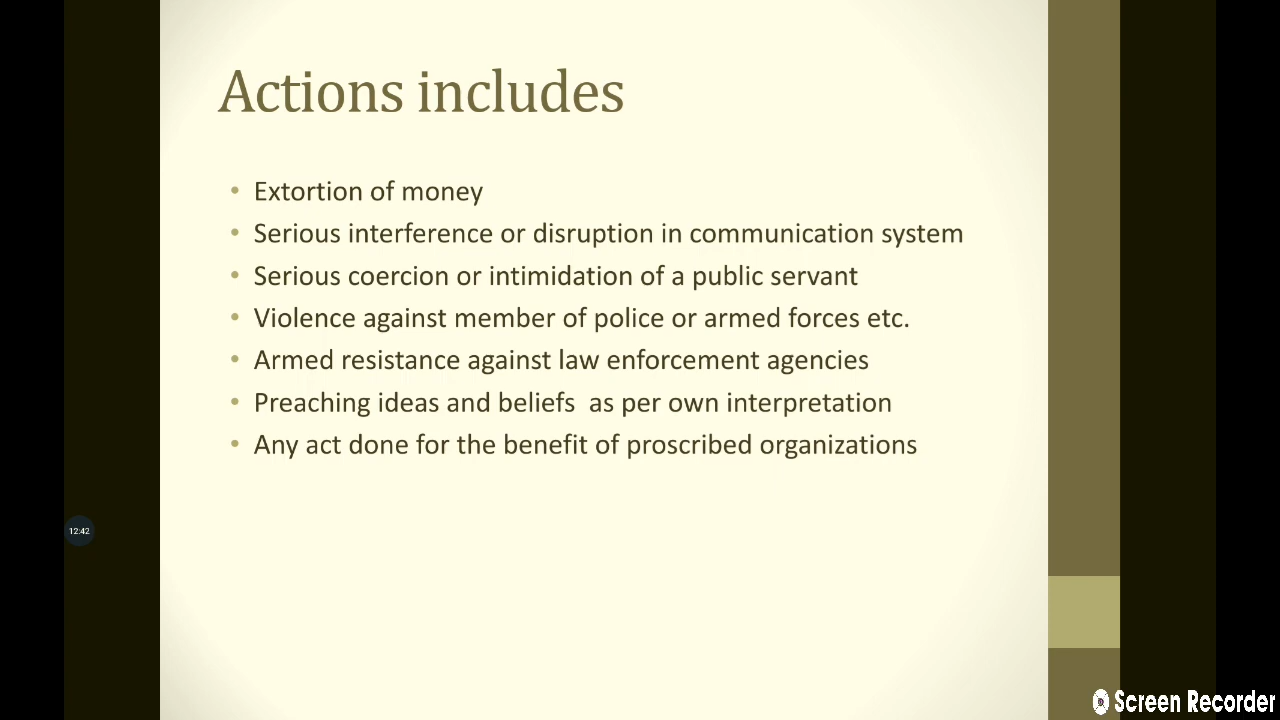 Actions includes
• Extortion of money
• Serious interference or disruption in communication system
• Serious coercion or intimidation of a public servant
• Violence against member of police or armed forces etc.
• Armed resistance against law enforcement agencies
• Preaching ideas and beliefs  as per own interpretation
• Any act done for the benefit of proscribed organizations
12:42
Screen Recorder